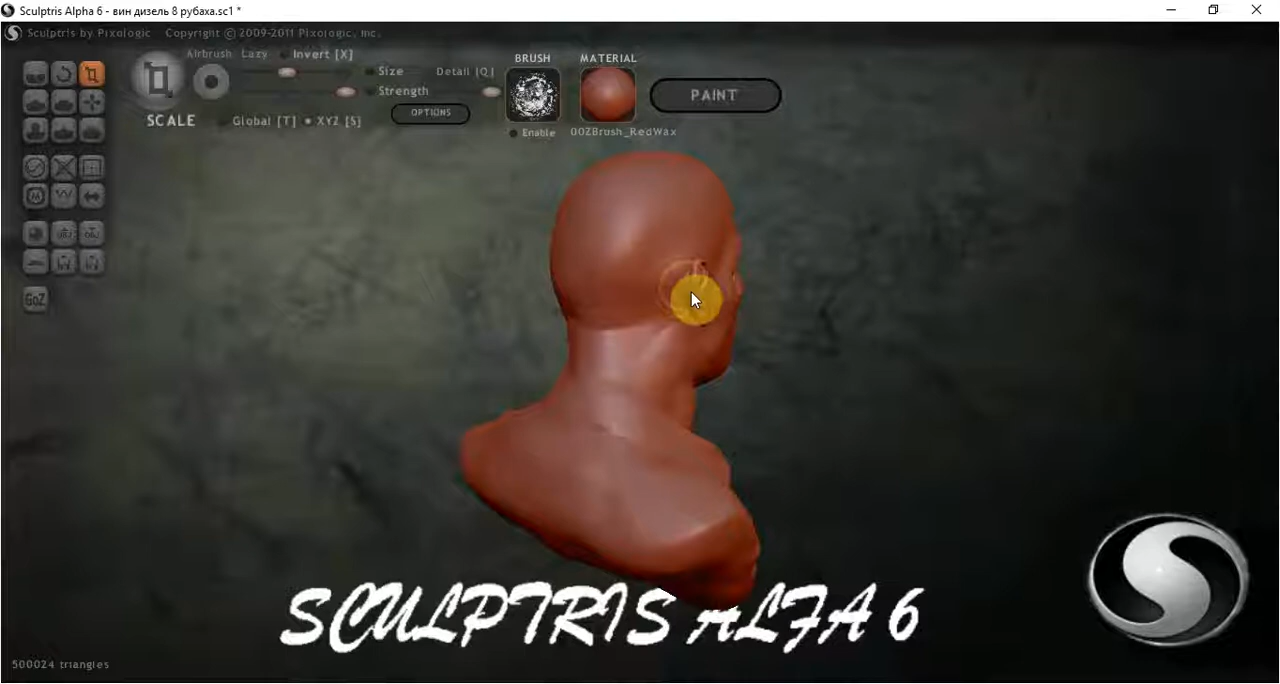 Sculptris Alpha 6 - вин дизель 8 рубаха.sc1 *
Sculptris by Pixologic Copyright © 2009-2011 Pixologic, Inc.
Airbrush Lazy Invert [X]
Size Detail [Q]
Strength
OPTIONS
SCALE Global [T] XYZ [S]
BRUSH MATERIAL
Enable 00ZBrush_RedWax
PAINT
GoZ
SCULPTRIS ALFA 6
500024 triangles